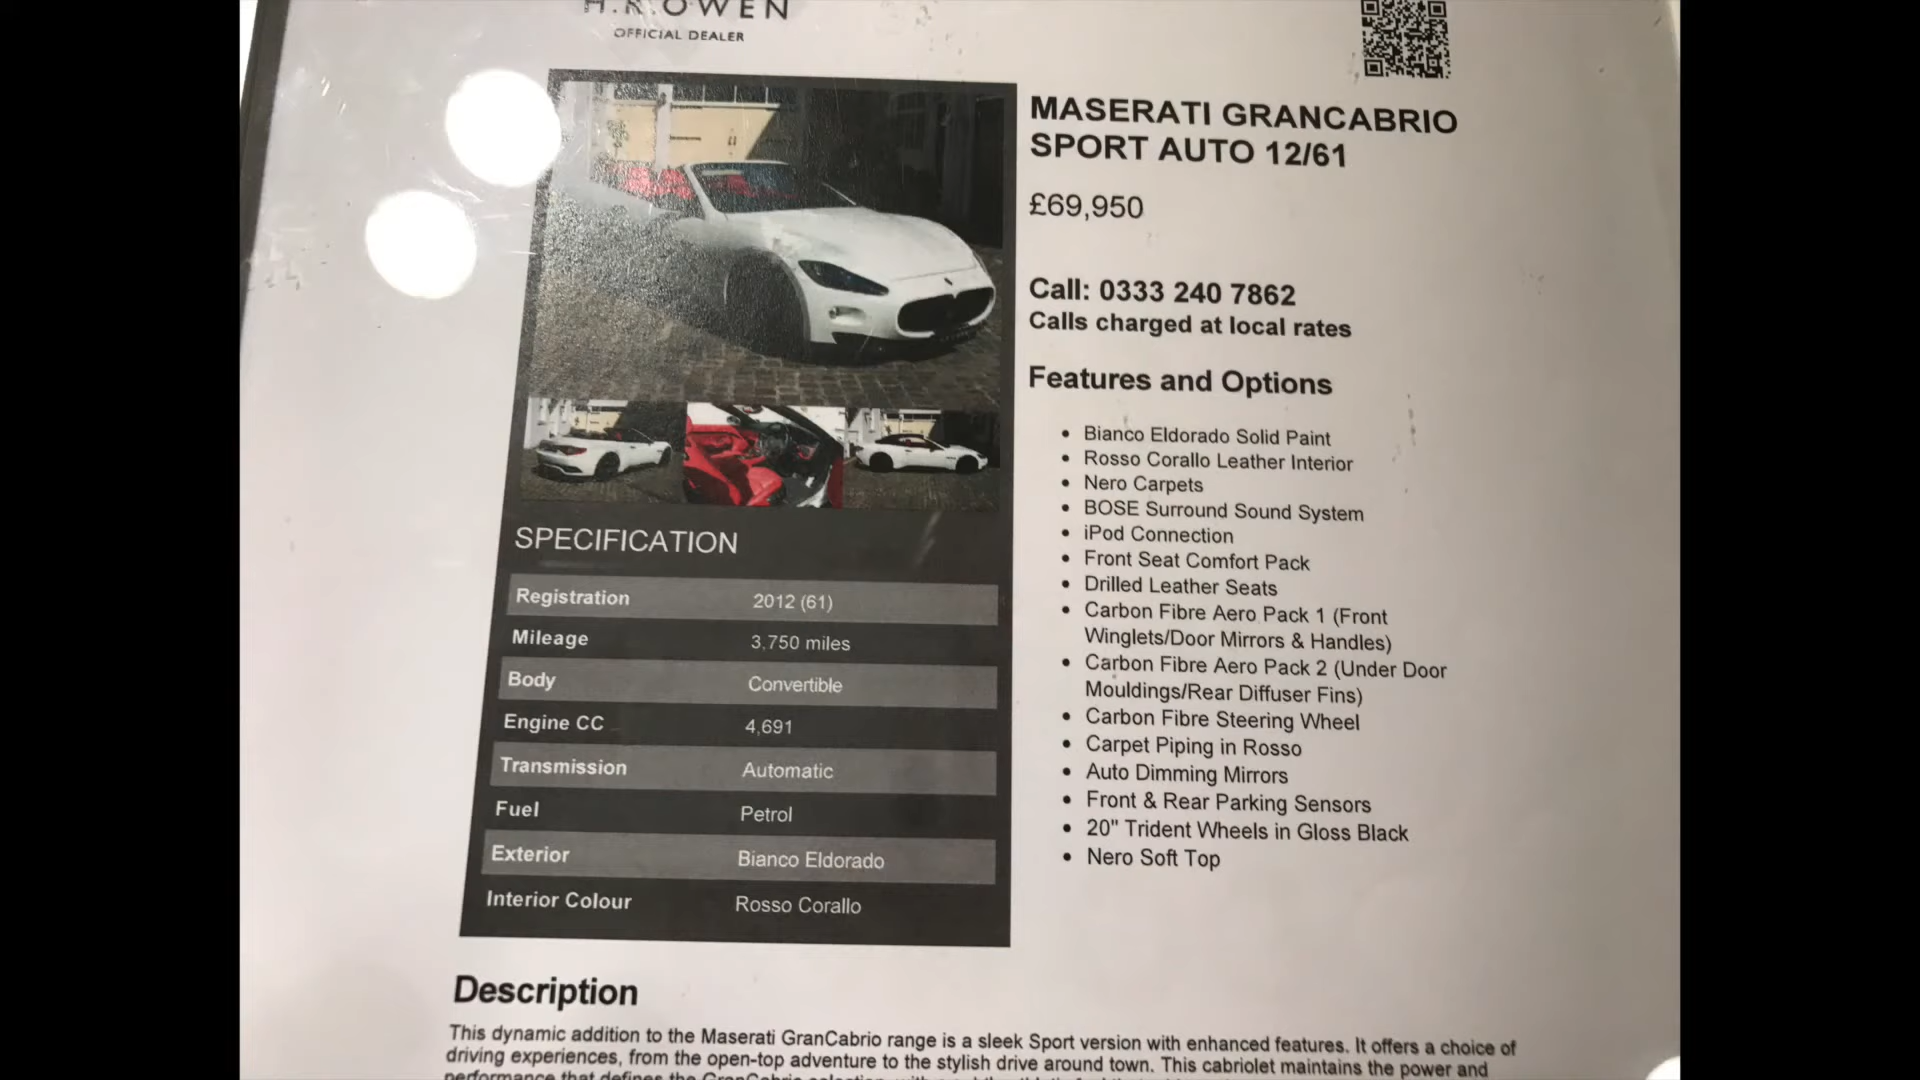 H.R.OWEN
OFFICIAL DEALER
MASERATI GRANCABRIO
SPORT AUTO 12/61
£69,950
Call: 0333 240 7862
Calls charged at local rates
Features and Options
• Bianco Eldorado Solid Paint
• Rosso Corallo Leather Interior
• Nero Carpets
• BOSE Surround Sound System
• iPod Connection
• Front Seat Comfort Pack
• Drilled Leather Seats
• Carbon Fibre Aero Pack 1 (Front
Winglets/Door Mirrors & Handles)
• Carbon Fibre Aero Pack 2 (Under Door
Mouldings/Rear Diffuser Fins)
• Carbon Fibre Steering Wheel
• Carpet Piping in Rosso
• Auto Dimming Mirrors
• Front & Rear Parking Sensors
• 20" Trident Wheels in Gloss Black
• Nero Soft Top
SPECIFICATION
Registration 2012 (61)
Mileage 3,750 miles
Body Convertible
Engine CC 4,691
Transmission Automatic
Fuel Petrol
Exterior Bianco Eldorado
Interior Colour Rosso Corallo
Description
This dynamic addition to the Maserati GranCabrio range is a sleek Sport version with enhanced features. It offers a choice of
driving experiences, from the open-top adventure to the stylish drive around town. This cabriolet maintains the power and
performance that defines the GranCabrio